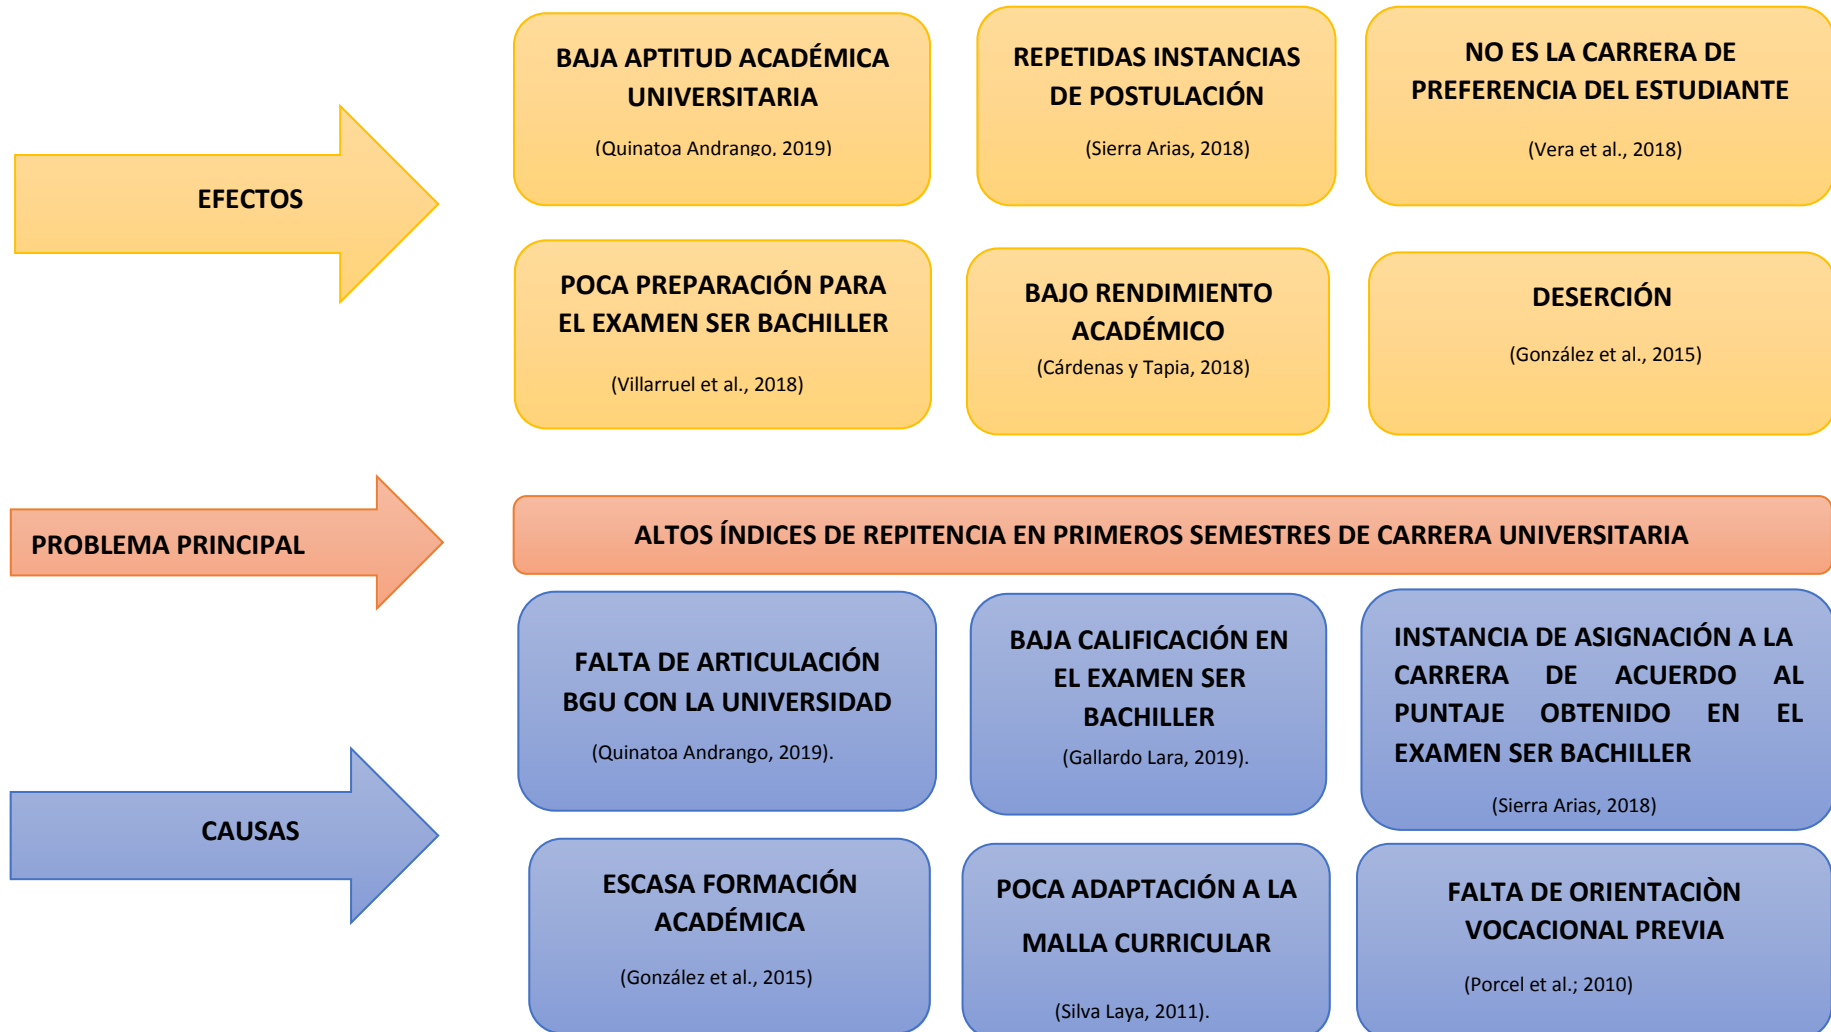 EFECTOS
BAJA APTITUD ACADÉMICA
UNIVERSITARIA
(Quinatoa Andrango, 2019)
REPETIDAS INSTANCIAS
DE POSTULACIÓN
(Sierra Arias, 2018)
NO ES LA CARRERA DE
PREFERENCIA DEL ESTUDIANTE
(Vera et al., 2018)
POCA PREPARACIÓN PARA
EL EXAMEN SER BACHILLER
(Villarruel et al., 2018)
BAJO RENDIMIENTO
ACADÉMICO
(Cárdenas y Tapia, 2018)
DESERCIÓN
(González et al., 2015)
PROBLEMA PRINCIPAL
ALTOS ÍNDICES DE REPITENCIA EN PRIMEROS SEMESTRES DE CARRERA UNIVERSITARIA
CAUSAS
FALTA DE ARTICULACIÓN
BGU CON LA UNIVERSIDAD
(Quinatoa Andrango, 2019).
BAJA CALIFICACIÓN EN
EL EXAMEN SER
BACHILLER
(Gallardo Lara, 2019).
INSTANCIA DE ASIGNACIÓN A LA
CARRERA DE ACUERDO AL
PUNTAJE OBTENIDO EN EL
EXAMEN SER BACHILLER
(Sierra Arias, 2018)
ESCASA FORMACIÓN
ACADÉMICA
(González et al., 2015)
POCA ADAPTACIÓN A LA
MALLA CURRICULAR
(Silva Laya, 2011).
FALTA DE ORIENTACIÒN
VOCACIONAL PREVIA
(Porcel et al.; 2010)